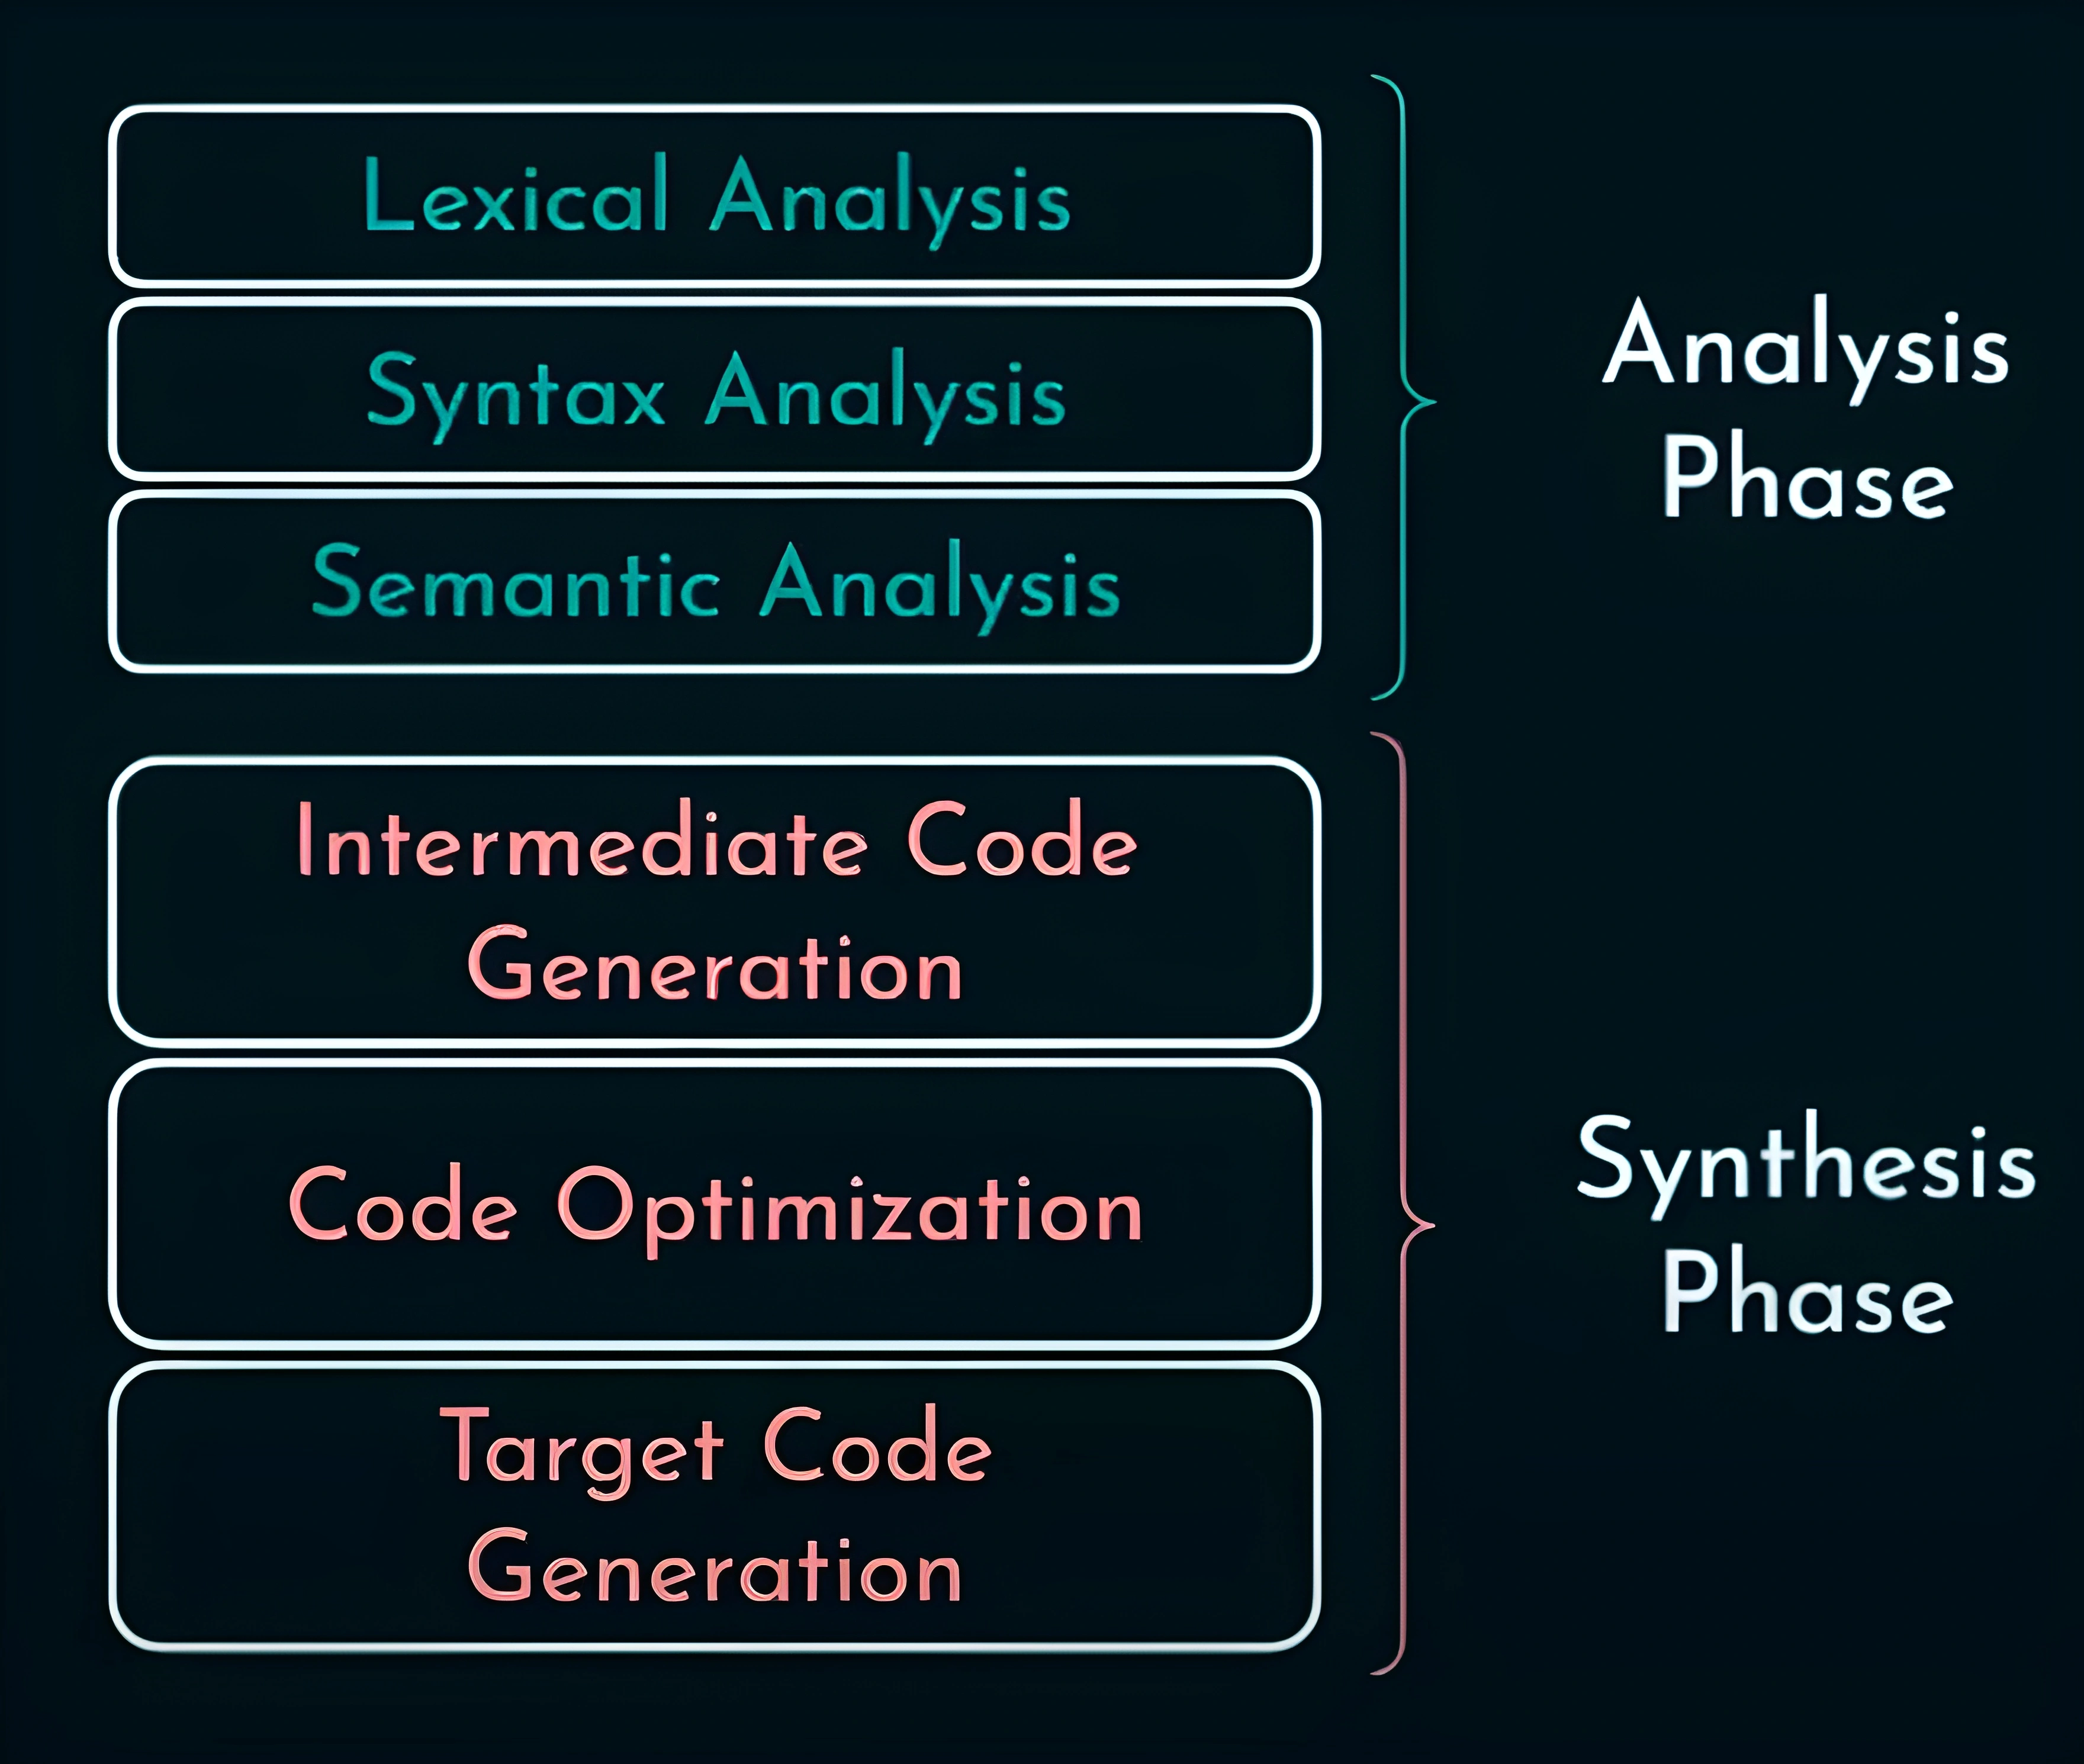 Lexical Analysis
Syntax Analysis
Semantic Analysis
Analysis
Phase
Intermediate Code
Generation
Code Optimization
Target Code
Generation
Synthesis
Phase